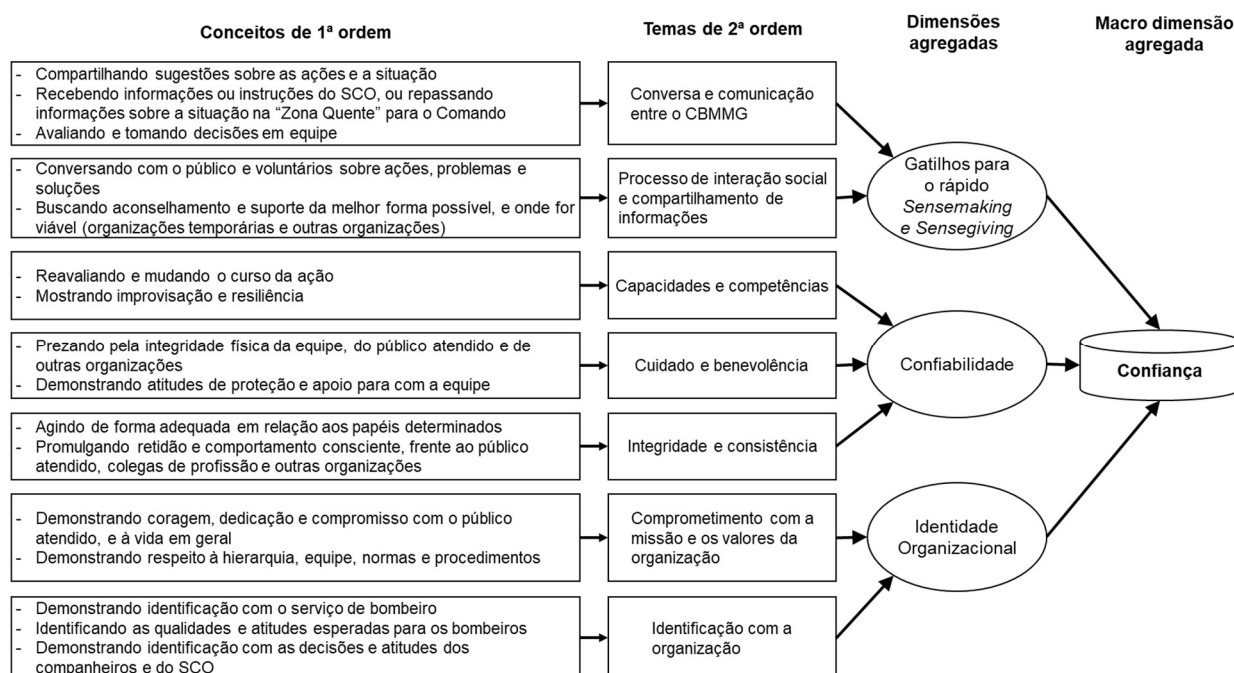 Conceitos de 1ª ordem
Temas de 2ª ordem
Dimensões
agregadas
Macro dimensão
agregada
- Compartilhando sugestões sobre as ações e a situação
- Recebendo informações ou instruções do SCO, ou repassando
informações sobre a situação na “Zona Quente” para o Comando
- Avaliando e tomando decisões em equipe
Conversa e comunicação
entre o CBMMG
- Conversando com o público e voluntários sobre ações, problemas e
soluções
- Buscando aconselhamento e suporte da melhor forma possível, e onde for
viável (organizações temporárias e outras organizações)
Processo de interação social
e compartilhamento de
informações
Gatilhos para
o rápido
Sensemaking
e Sensegiving
- Reavaliando e mudando o curso da ação
- Mostrando improvisação e resiliência
Capacidades e competências
- Prezando pela integridade física da equipe, do público atendido e de
outras organizações
- Demonstrando atitudes de proteção e apoio para com a equipe
Cuidado e benevolência
Confiabilidade
Confiança
- Agindo de forma adequada em relação aos papéis determinados
- Promulgando retidão e comportamento consciente, frente ao público
atendido, colegas de profissão e outras organizações
Integridade e consistência
- Demonstrando coragem, dedicação e compromisso com o público
atendido, e à vida em geral
- Demonstrando respeito à hierarquia, equipe, normas e procedimentos
Comprometimento com a
missão e os valores da
organização
Identidade
Organizacional
- Demonstrando identificação com o serviço de bombeiro
- Identificando as qualidades e atitudes esperadas para os bombeiros
- Demonstrando identificação com as decisões e atitudes dos
companheiros e do SCO
Identificação com a
organização